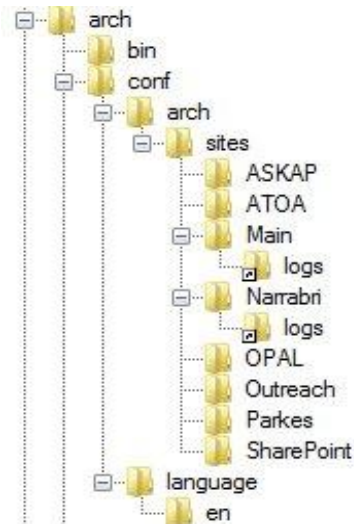 arch
bin
conf
arch
sites
ASKAP
ATOA
Main
logs
Narrabri
logs
OPAL
Outreach
Parkes
SharePoint
language
en